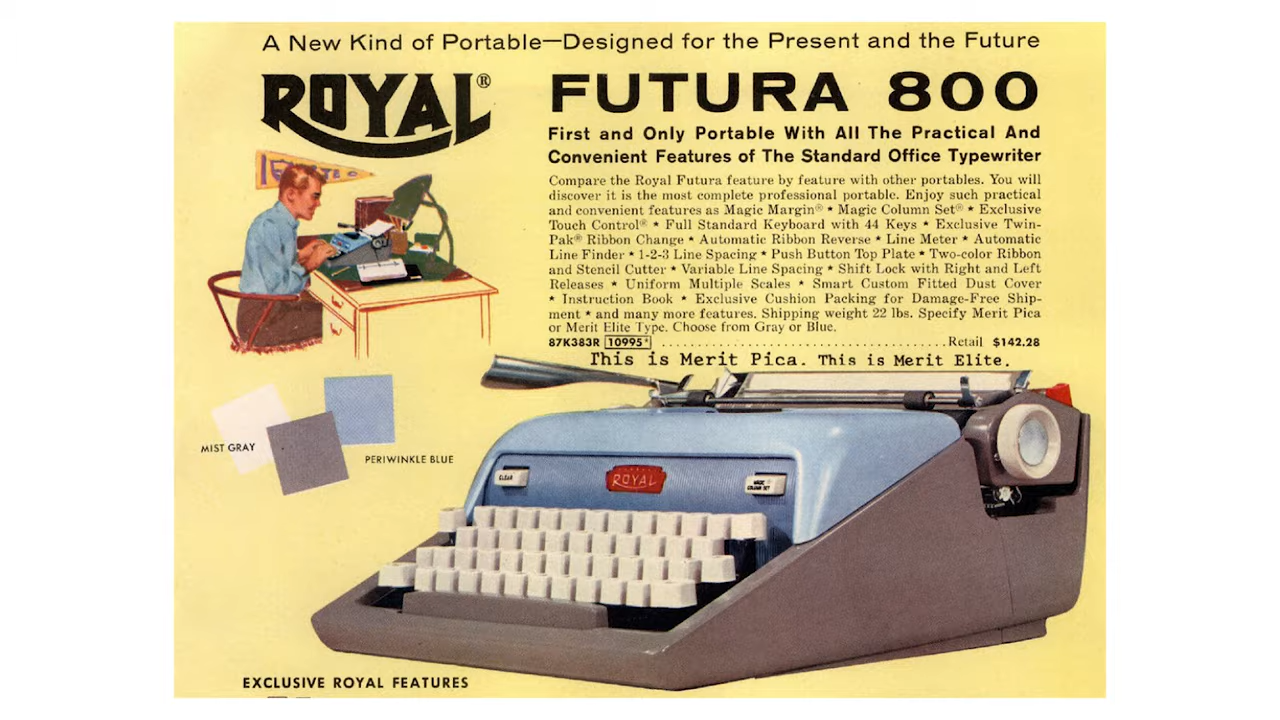 A New Kind of Portable—Designed for the Present and the Future
ROYAL®
FUTURA 800
First and Only Portable With All The Practical And
Convenient Features of The Standard Office Typewriter
Compare the Royal Futura feature by feature with other portables. You will
discover it is the most complete professional portable. Enjoy such practical
and convenient features as Magic Margin® * Magic Column Set® * Exclusive
Touch Control® * Full Standard Keyboard with 44 Keys * Exclusive Twin-
Pak® Ribbon Change * Automatic Ribbon Reverse * Line Meter * Automatic
Line Finder * 1-2-3 Line Spacing * Push Button Top Plate * Two-color Ribbon
and Stencil Cutter * Variable Line Spacing * Shift Lock with Right and Left
Releases * Uniform Multiple Scales * Smart Custom Fitted Dust Cover
* Instruction Book * Exclusive Cushion Packing for Damage-Free Ship-
ment * and many more features. Shipping weight 22 lbs. Specify Merit Pica
or Merit Elite Type. Choose from Gray or Blue.
87K383R 10995* ........................................ Retail $142.28
This is Merit Pica. This is Merit Elite.
MIST GRAY
PERIWINKLE BLUE
CLEAR
ROYAL
MAGIC
COLUMN SET
EXCLUSIVE ROYAL FEATURES